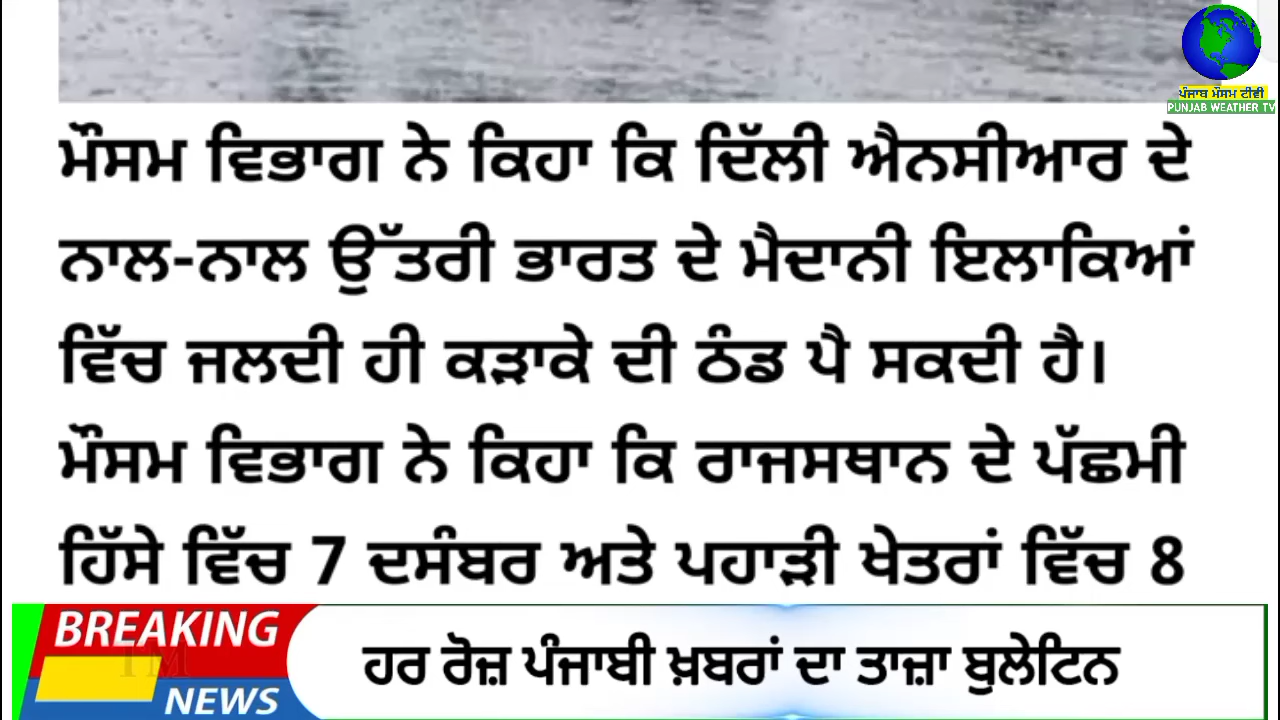 ਪੰਜਾਬ ਮੌਸਮ ਟੀਵੀ
PUNJAB WEATHER TV
ਮੌਸਮ ਵਿਭਾਗ ਨੇ ਕਿਹਾ ਕਿ ਦਿੱਲੀ ਐਨਸੀਆਰ ਦੇ
ਨਾਲ-ਨਾਲ ਉੱਤਰੀ ਭਾਰਤ ਦੇ ਮੈਦਾਨੀ ਇਲਾਕਿਆਂ
ਵਿੱਚ ਜਲਦੀ ਹੀ ਕੜਾਕੇ ਦੀ ਠੰਡ ਪੈ ਸਕਦੀ ਹੈ।
ਮੌਸਮ ਵਿਭਾਗ ਨੇ ਕਿਹਾ ਕਿ ਰਾਜਸਥਾਨ ਦੇ ਪੱਛਮੀ
ਹਿੱਸੇ ਵਿੱਚ 7 ਦਸੰਬਰ ਅਤੇ ਪਹਾੜੀ ਖੇਤਰਾਂ ਵਿੱਚ 8
BREAKING
NEWS
ਹਰ ਰੋਜ਼ ਪੰਜਾਬੀ ਖ਼ਬਰਾਂ ਦਾ ਤਾਜ਼ਾ ਬੁਲੇਟਿਨ